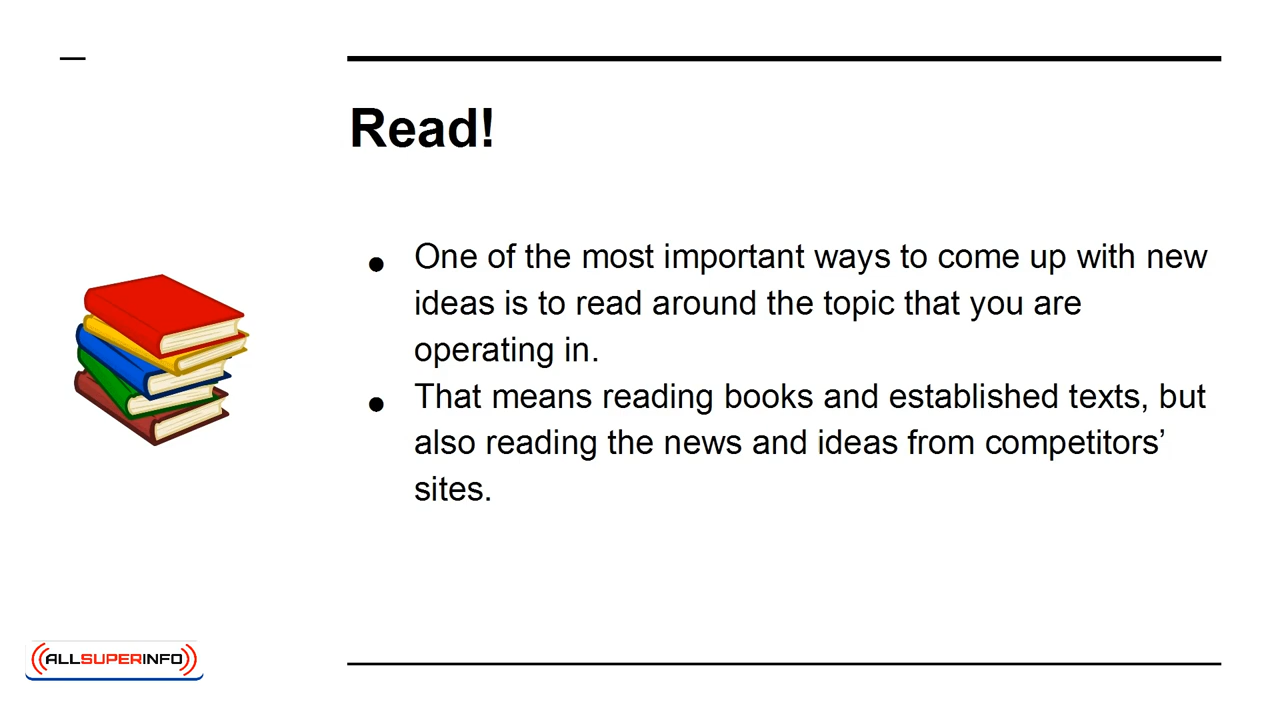 Read!
● One of the most important ways to come up with new
ideas is to read around the topic that you are
operating in.
● That means reading books and established texts, but
also reading the news and ideas from competitors’
sites.
ALLSUPERINFO